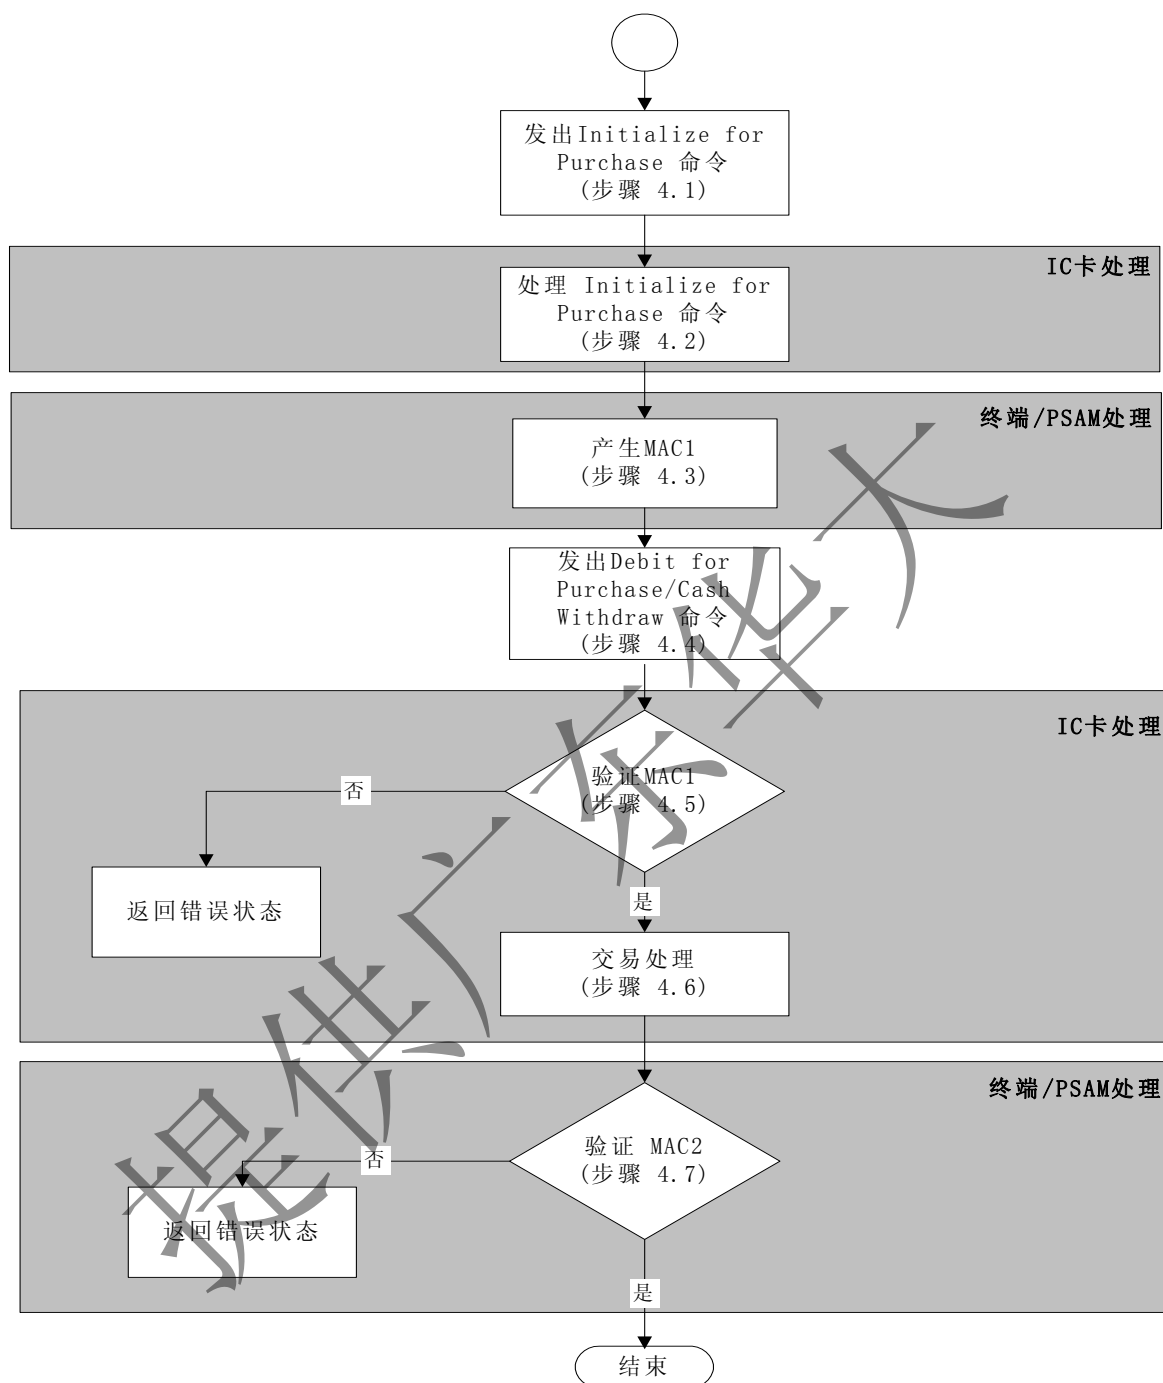 发出Initialize for
Purchase 命令
(步骤 4.1)
IC卡处理
处理 Initialize for
Purchase 命令
(步骤 4.2)
终端/PSAM处理
产生MAC1
(步骤 4.3)
发出Debit for
Purchase/Cash
Withdraw 命令
(步骤 4.4)
IC卡处理
验证MAC1
(步骤 4.5)
否
返回错误状态
是
交易处理
(步骤 4.6)
终端/PSAM处理
验证 MAC2
(步骤 4.7)
否
返回错误状态
是
结束
提供广东华大